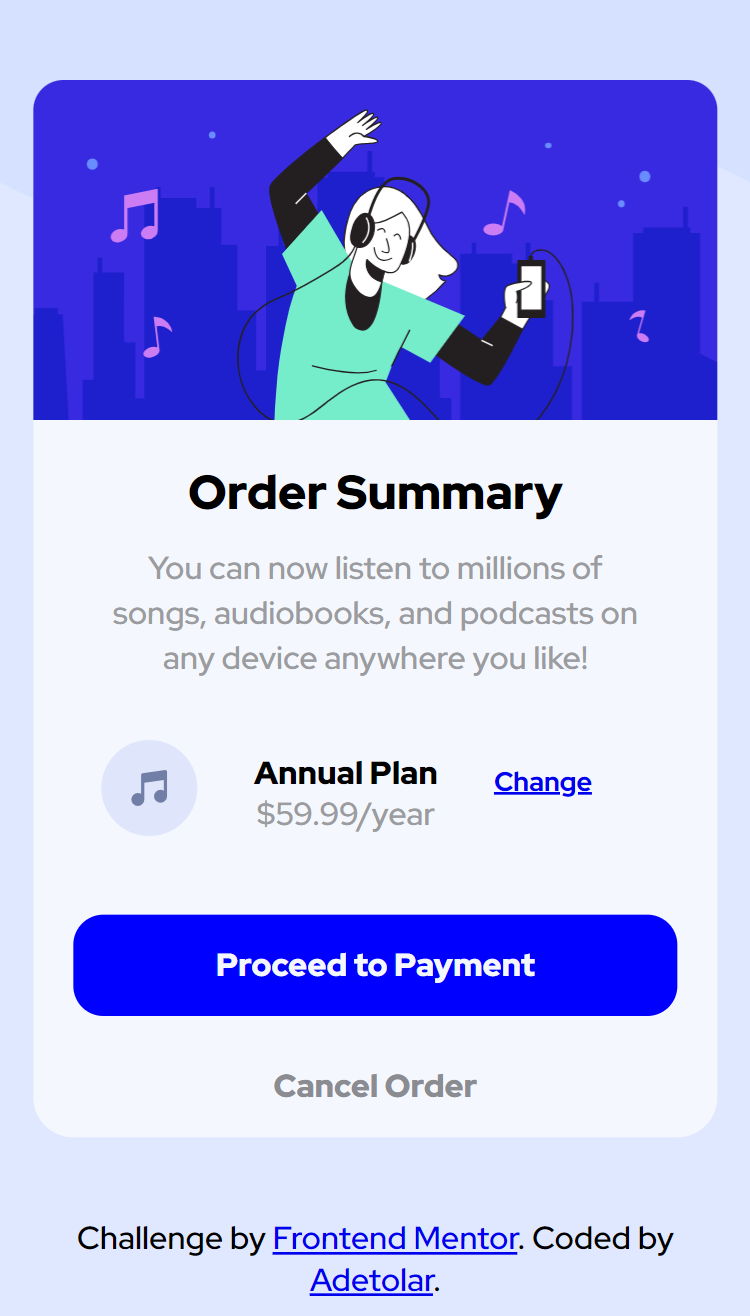 Order Summary
You can now listen to millions of
songs, audiobooks, and podcasts on
any device anywhere you like!
Annual Plan
Change
$59.99/year
Proceed to Payment
Cancel Order
Challenge by Frontend Mentor. Coded by
Adetolar.